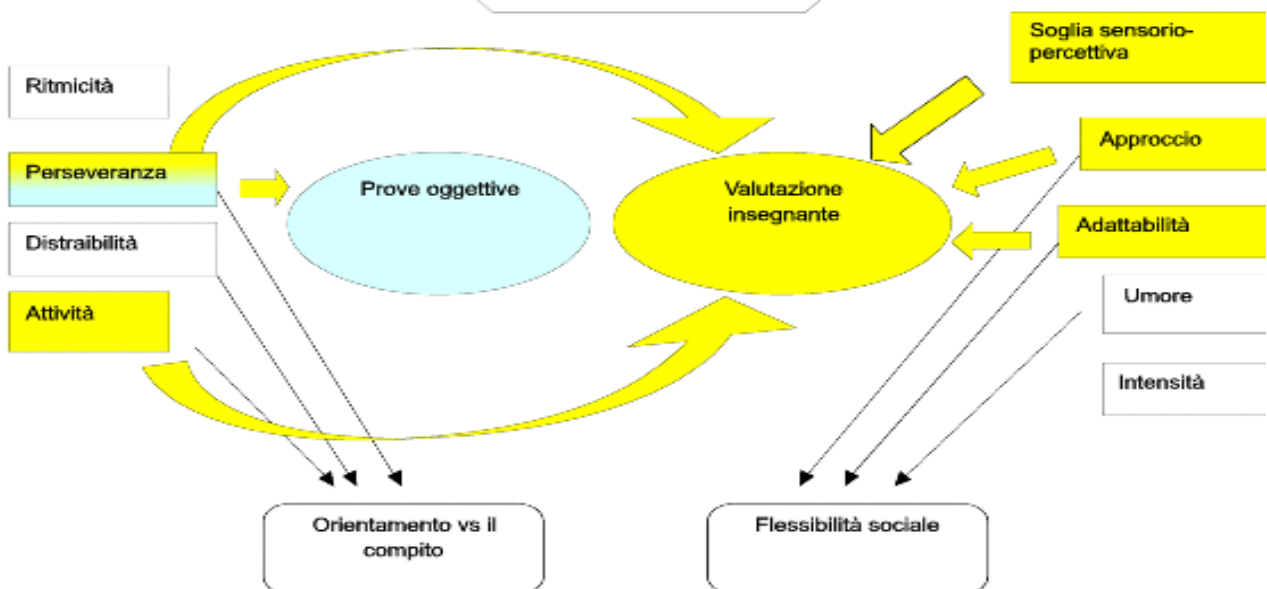 Soglia sensorio-
percettiva
Ritmicità
Approccio
Perseveranza
Prove oggettive
Valutazione
insegnante
Adattabilità
Distraibilità
Umore
Attività
Intensità
Orientamento vs il
compito
Flessibilità sociale